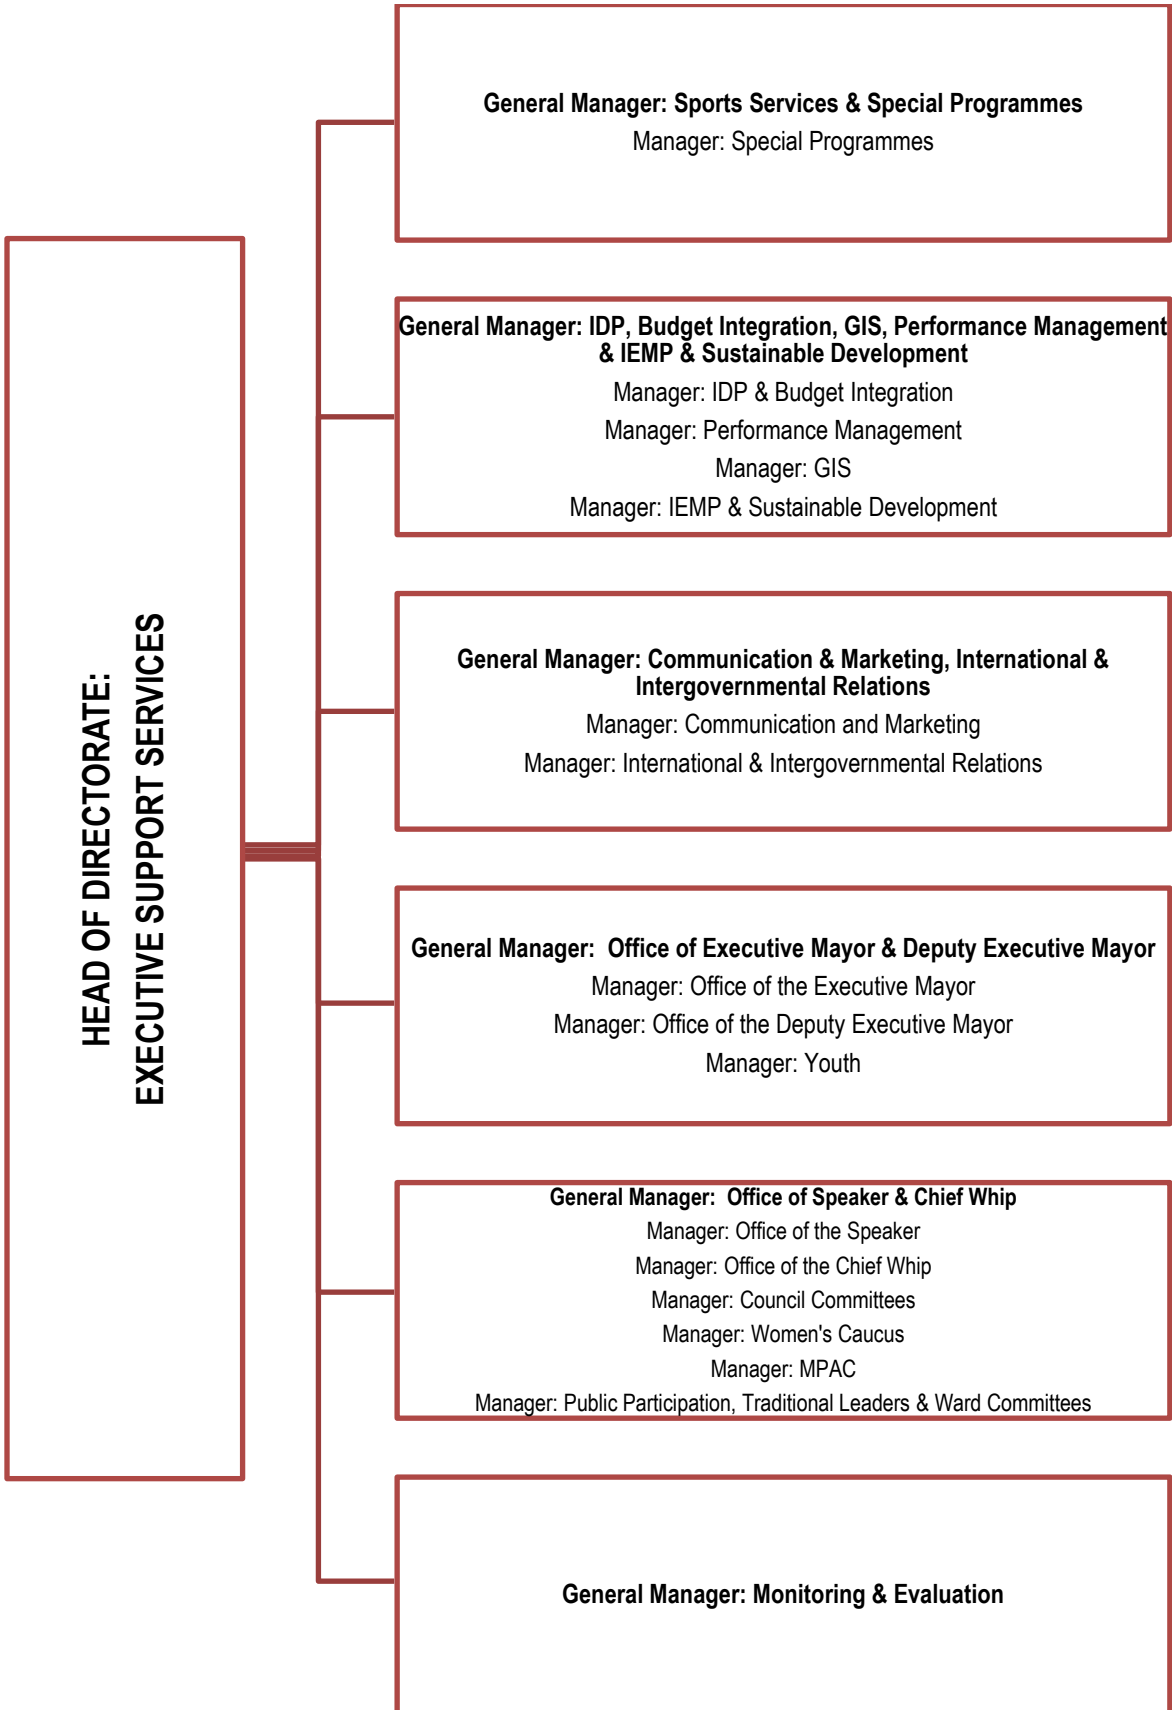 HEAD OF DIRECTORATE:
EXECUTIVE SUPPORT SERVICES
General Manager: Sports Services & Special Programmes
Manager: Special Programmes
General Manager: IDP, Budget Integration, GIS, Performance Management
& IEMP & Sustainable Development
Manager: IDP & Budget Integration
Manager: Performance Management
Manager: GIS
Manager: IEMP & Sustainable Development
General Manager: Communication & Marketing, International &
Intergovernmental Relations
Manager: Communication and Marketing
Manager: International & Intergovernmental Relations
General Manager:  Office of Executive Mayor & Deputy Executive Mayor
Manager: Office of the Executive Mayor
Manager: Office of the Deputy Executive Mayor
Manager: Youth
General Manager:  Office of Speaker & Chief Whip
Manager: Office of the Speaker
Manager: Office of the Chief Whip
Manager: Council Committees
Manager: Women's Caucus
Manager: MPAC
Manager: Public Participation, Traditional Leaders & Ward Committees
General Manager: Monitoring & Evaluation